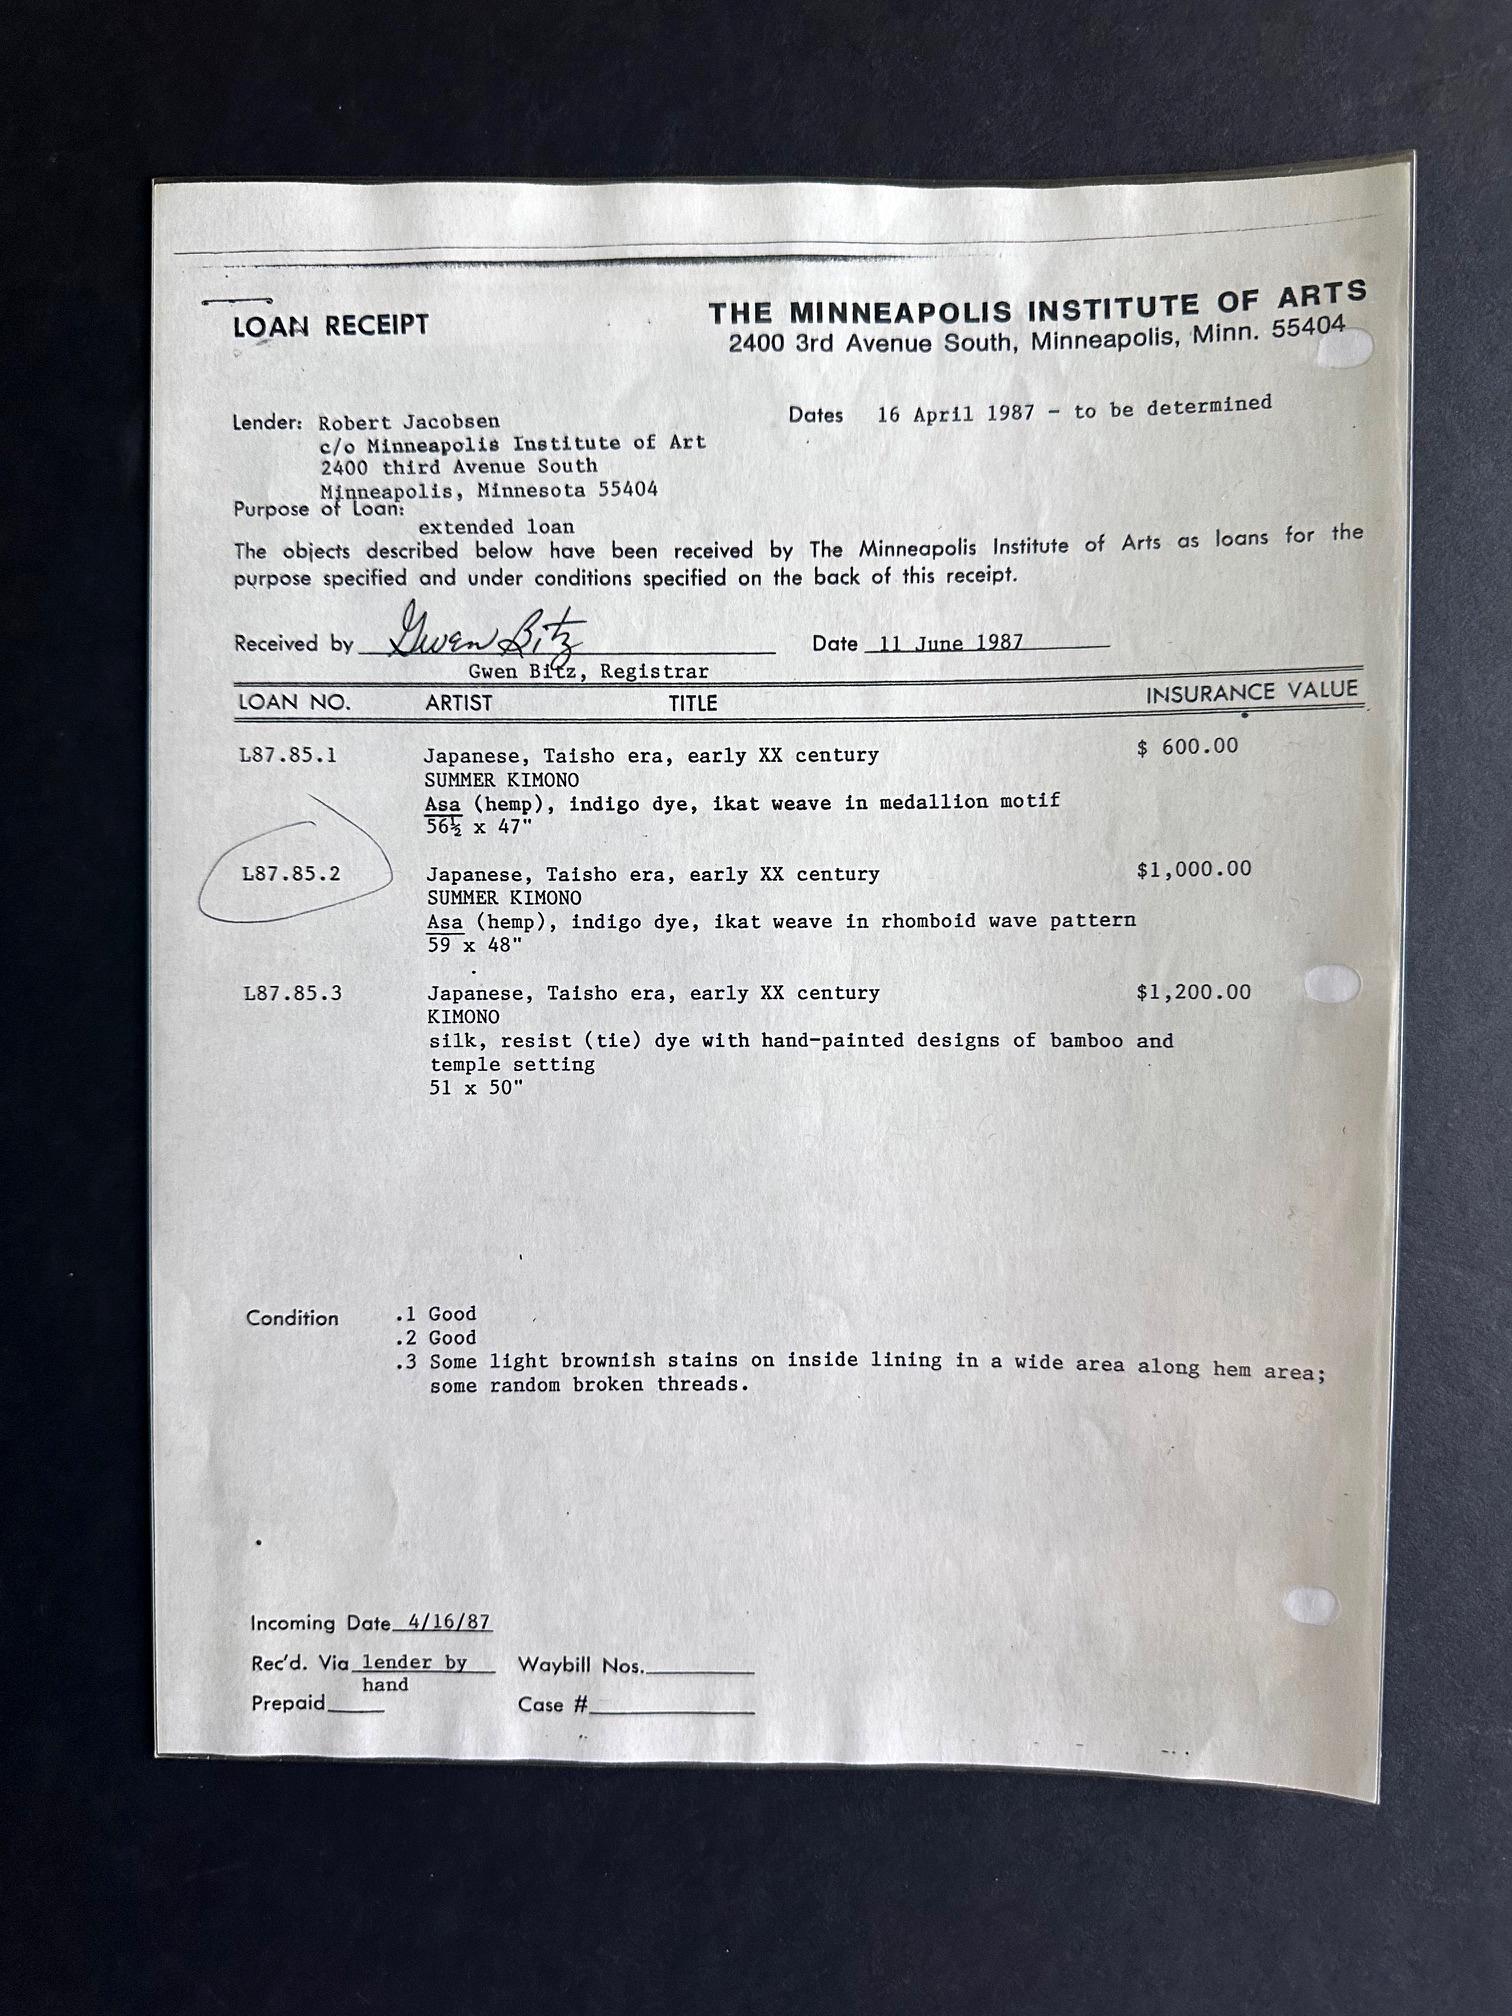 LOAN RECEIPT
THE MINNEAPOLIS INSTITUTE OF ARTS
2400 3rd Avenue South, Minneapolis, Minn. 55404
Lender: Robert Jacobsen
c/o Minneapolis Institute of Art
2400 third Avenue South
Minneapolis, Minnesota 55404
Dates 16 April 1987 - to be determined
Purpose of Loan:
extended loan
The objects described below have been received by The Minneapolis Institute of Arts as loans for the
purpose specified and under conditions specified on the back of this receipt.
Received by Gwen Bitz Date 11 June 1987
Gwen Bitz, Registrar
LOAN NO. ARTIST TITLE INSURANCE VALUE
L87.85.1 Japanese, Taisho era, early XX century $ 600.00
SUMMER KIMONO
Asa (hemp), indigo dye, ikat weave in medallion motif
56½ x 47"
L87.85.2 Japanese, Taisho era, early XX century $1,000.00
SUMMER KIMONO
Asa (hemp), indigo dye, ikat weave in rhomboid wave pattern
59 x 48"
L87.85.3 Japanese, Taisho era, early XX century $1,200.00
KIMONO
silk, resist (tie) dye with hand-painted designs of bamboo and
temple setting
51 x 50"
Condition .1 Good
.2 Good
.3 Some light brownish stains on inside lining in a wide area along hem area;
some random broken threads.
Incoming Date 4/16/87
Rec'd. Via lender by Waybill Nos.
hand
Prepaid Case #